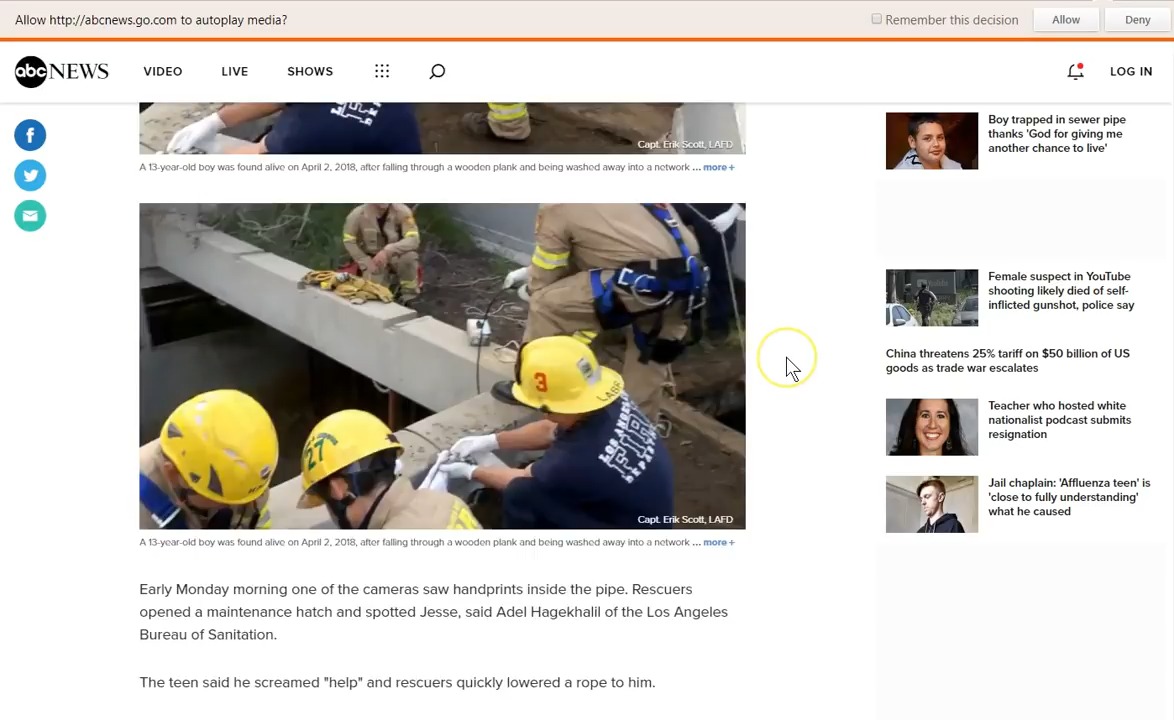 Allow http://abcnews.go.com to autoplay media?
Remember this decision
Allow
Deny
abc NEWS
VIDEO
LIVE
SHOWS
LOG IN
Capt. Erik Scott, LAFD
A 13-year-old boy was found alive on April 2, 2018, after falling through a wooden plank and being washed away into a network ... more +
3
LOS ANGELES
FIRE
27
Capt. Erik Scott, LAFD
A 13-year-old boy was found alive on April 2, 2018, after falling through a wooden plank and being washed away into a network ... more +
Early Monday morning one of the cameras saw handprints inside the pipe. Rescuers
opened a maintenance hatch and spotted Jesse, said Adel Hagekhalil of the Los Angeles
Bureau of Sanitation.
The teen said he screamed "help" and rescuers quickly lowered a rope to him.
Boy trapped in sewer pipe
thanks 'God for giving me
another chance to live'
Female suspect in YouTube
shooting likely died of self-
inflicted gunshot, police say
China threatens 25% tariff on $50 billion of US
goods as trade war escalates
Teacher who hosted white
nationalist podcast submits
resignation
Jail chaplain: 'Affluenza teen' is
'close to fully understanding'
what he caused